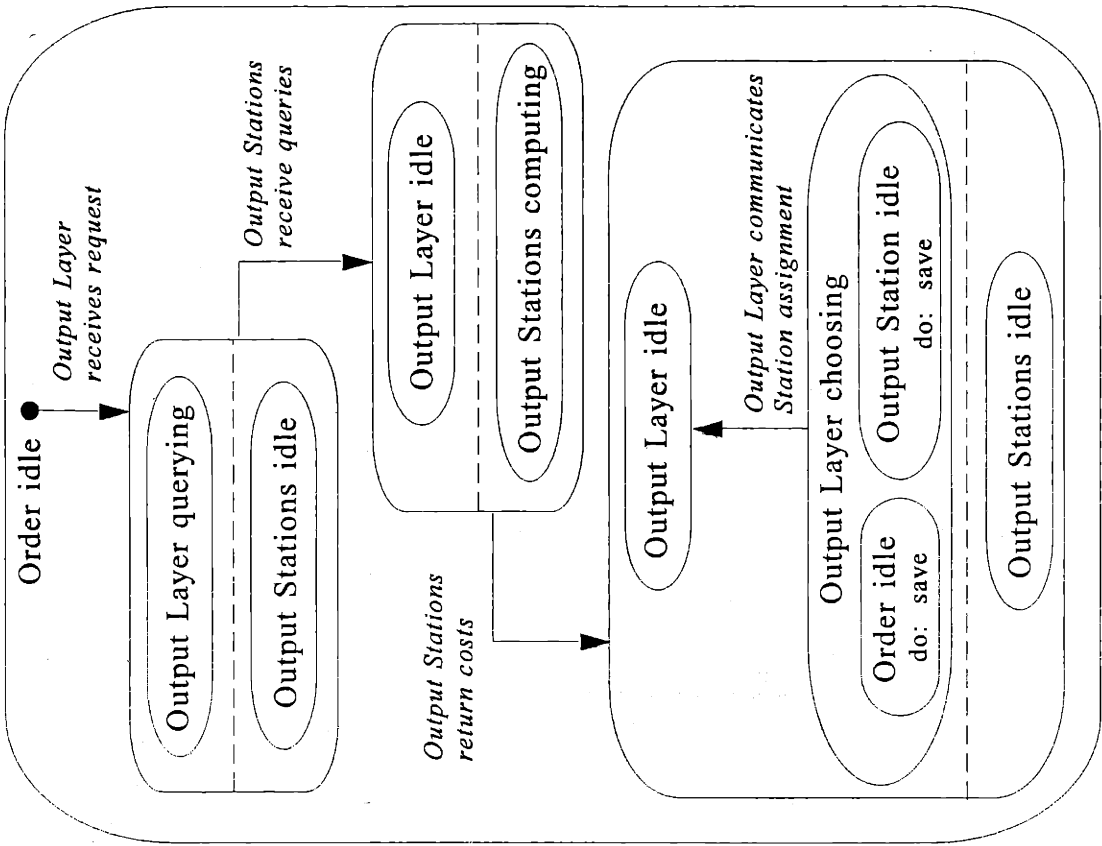 Order idle
Output Layer
receives request
Output Layer querying
Output Stations idle
Output Stations
receive queries
Output Layer idle
Output Stations computing
Output Stations
return costs
Output Layer idle
Output Layer communicates
Station assignment
Output Layer choosing
Order idle
do: save
Output Station idle
do: save
Output Stations idle